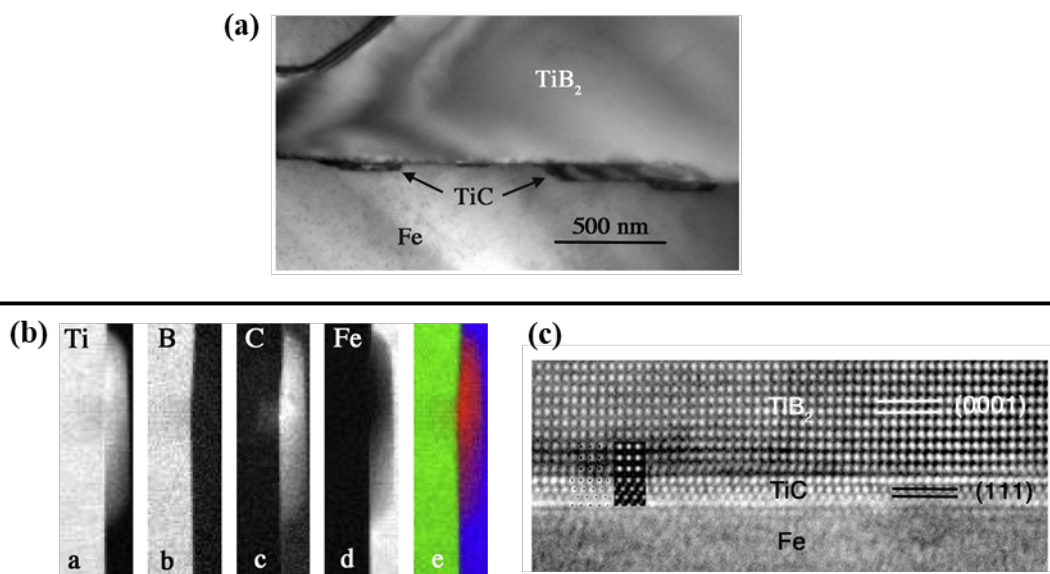 (a)
TiB₂
TiC
Fe
500 nm
(b)
Ti B C Fe
a b c d e
(c)
TiB₂ (0001)
TiC (111)
Fe